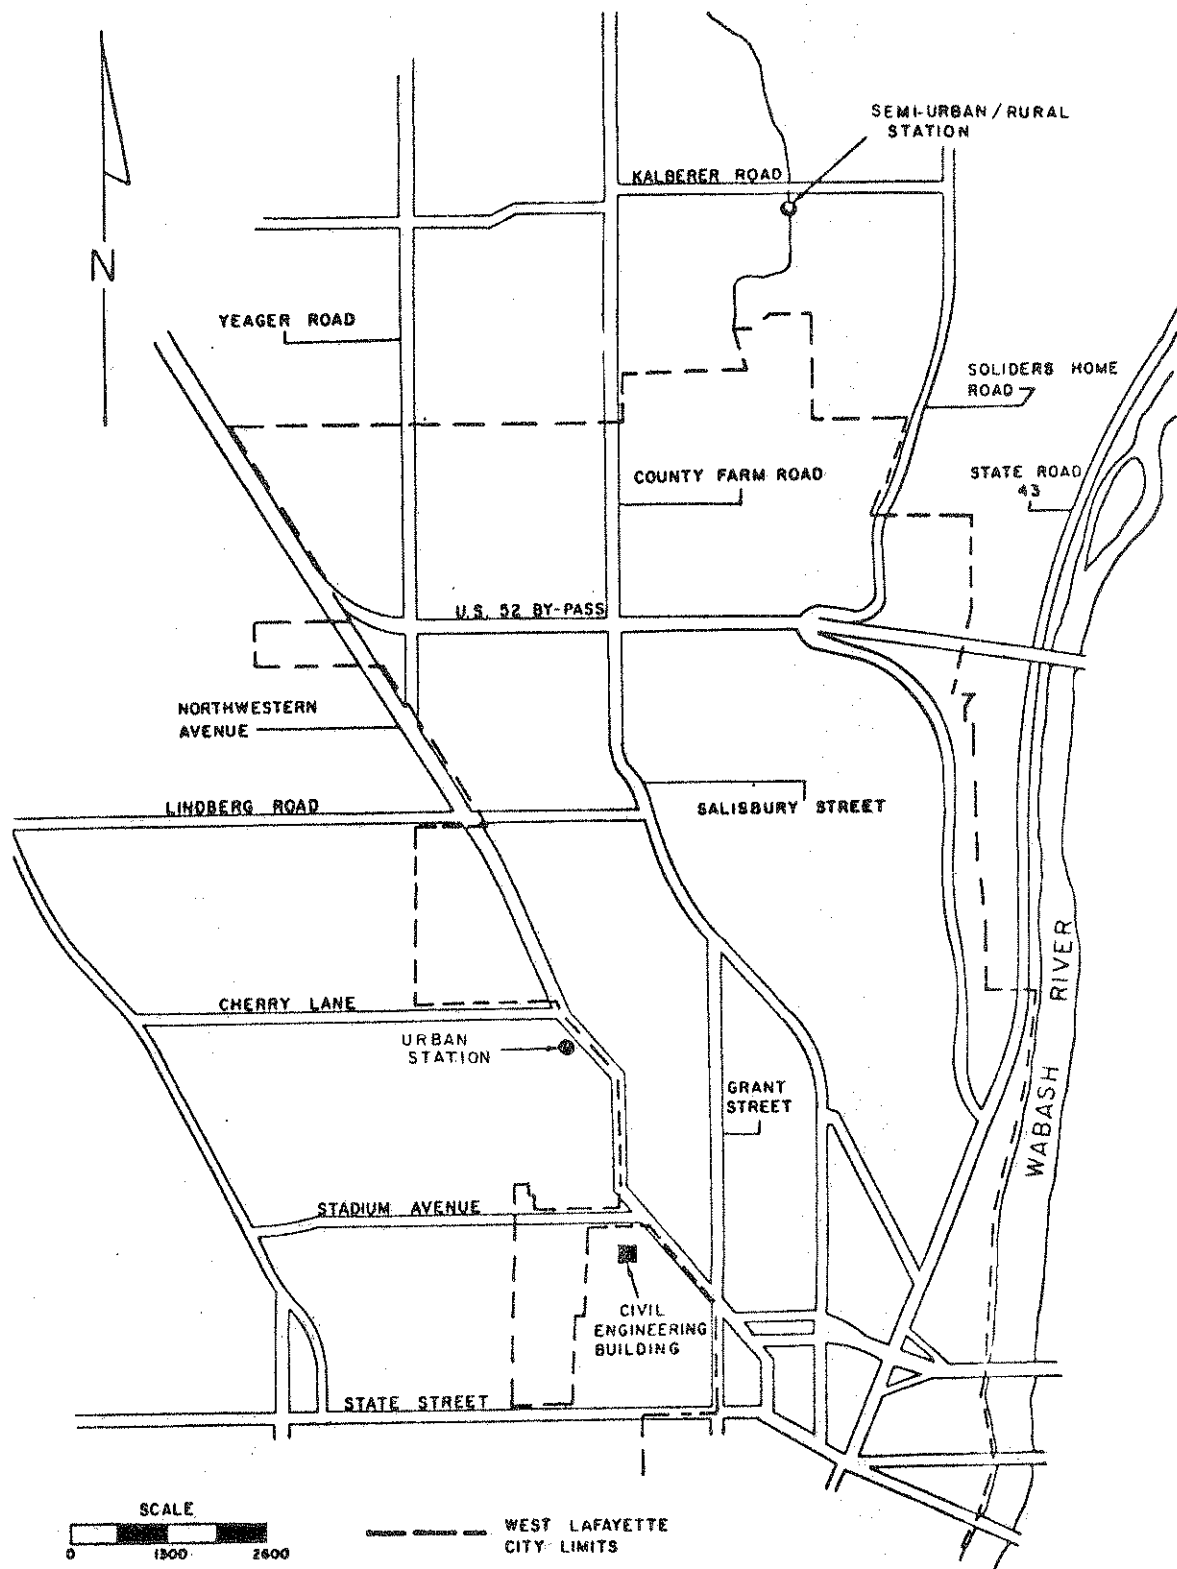 SEMI-URBAN/RURAL
STATION
KALBERER ROAD
N
YEAGER ROAD
SOLIDERS HOME
ROAD
COUNTY FARM ROAD
STATE ROAD
43
U.S. 52 BY-PASS
NORTHWESTERN
AVENUE
LINDBERG ROAD
SALISBURY STREET
CHERRY LANE
URBAN
STATION
GRANT
STREET
WABASH RIVER
STADIUM AVENUE
CIVIL
ENGINEERING
BUILDING
STATE STREET
SCALE
0 1300 2600
WEST LAFAYETTE
CITY LIMITS